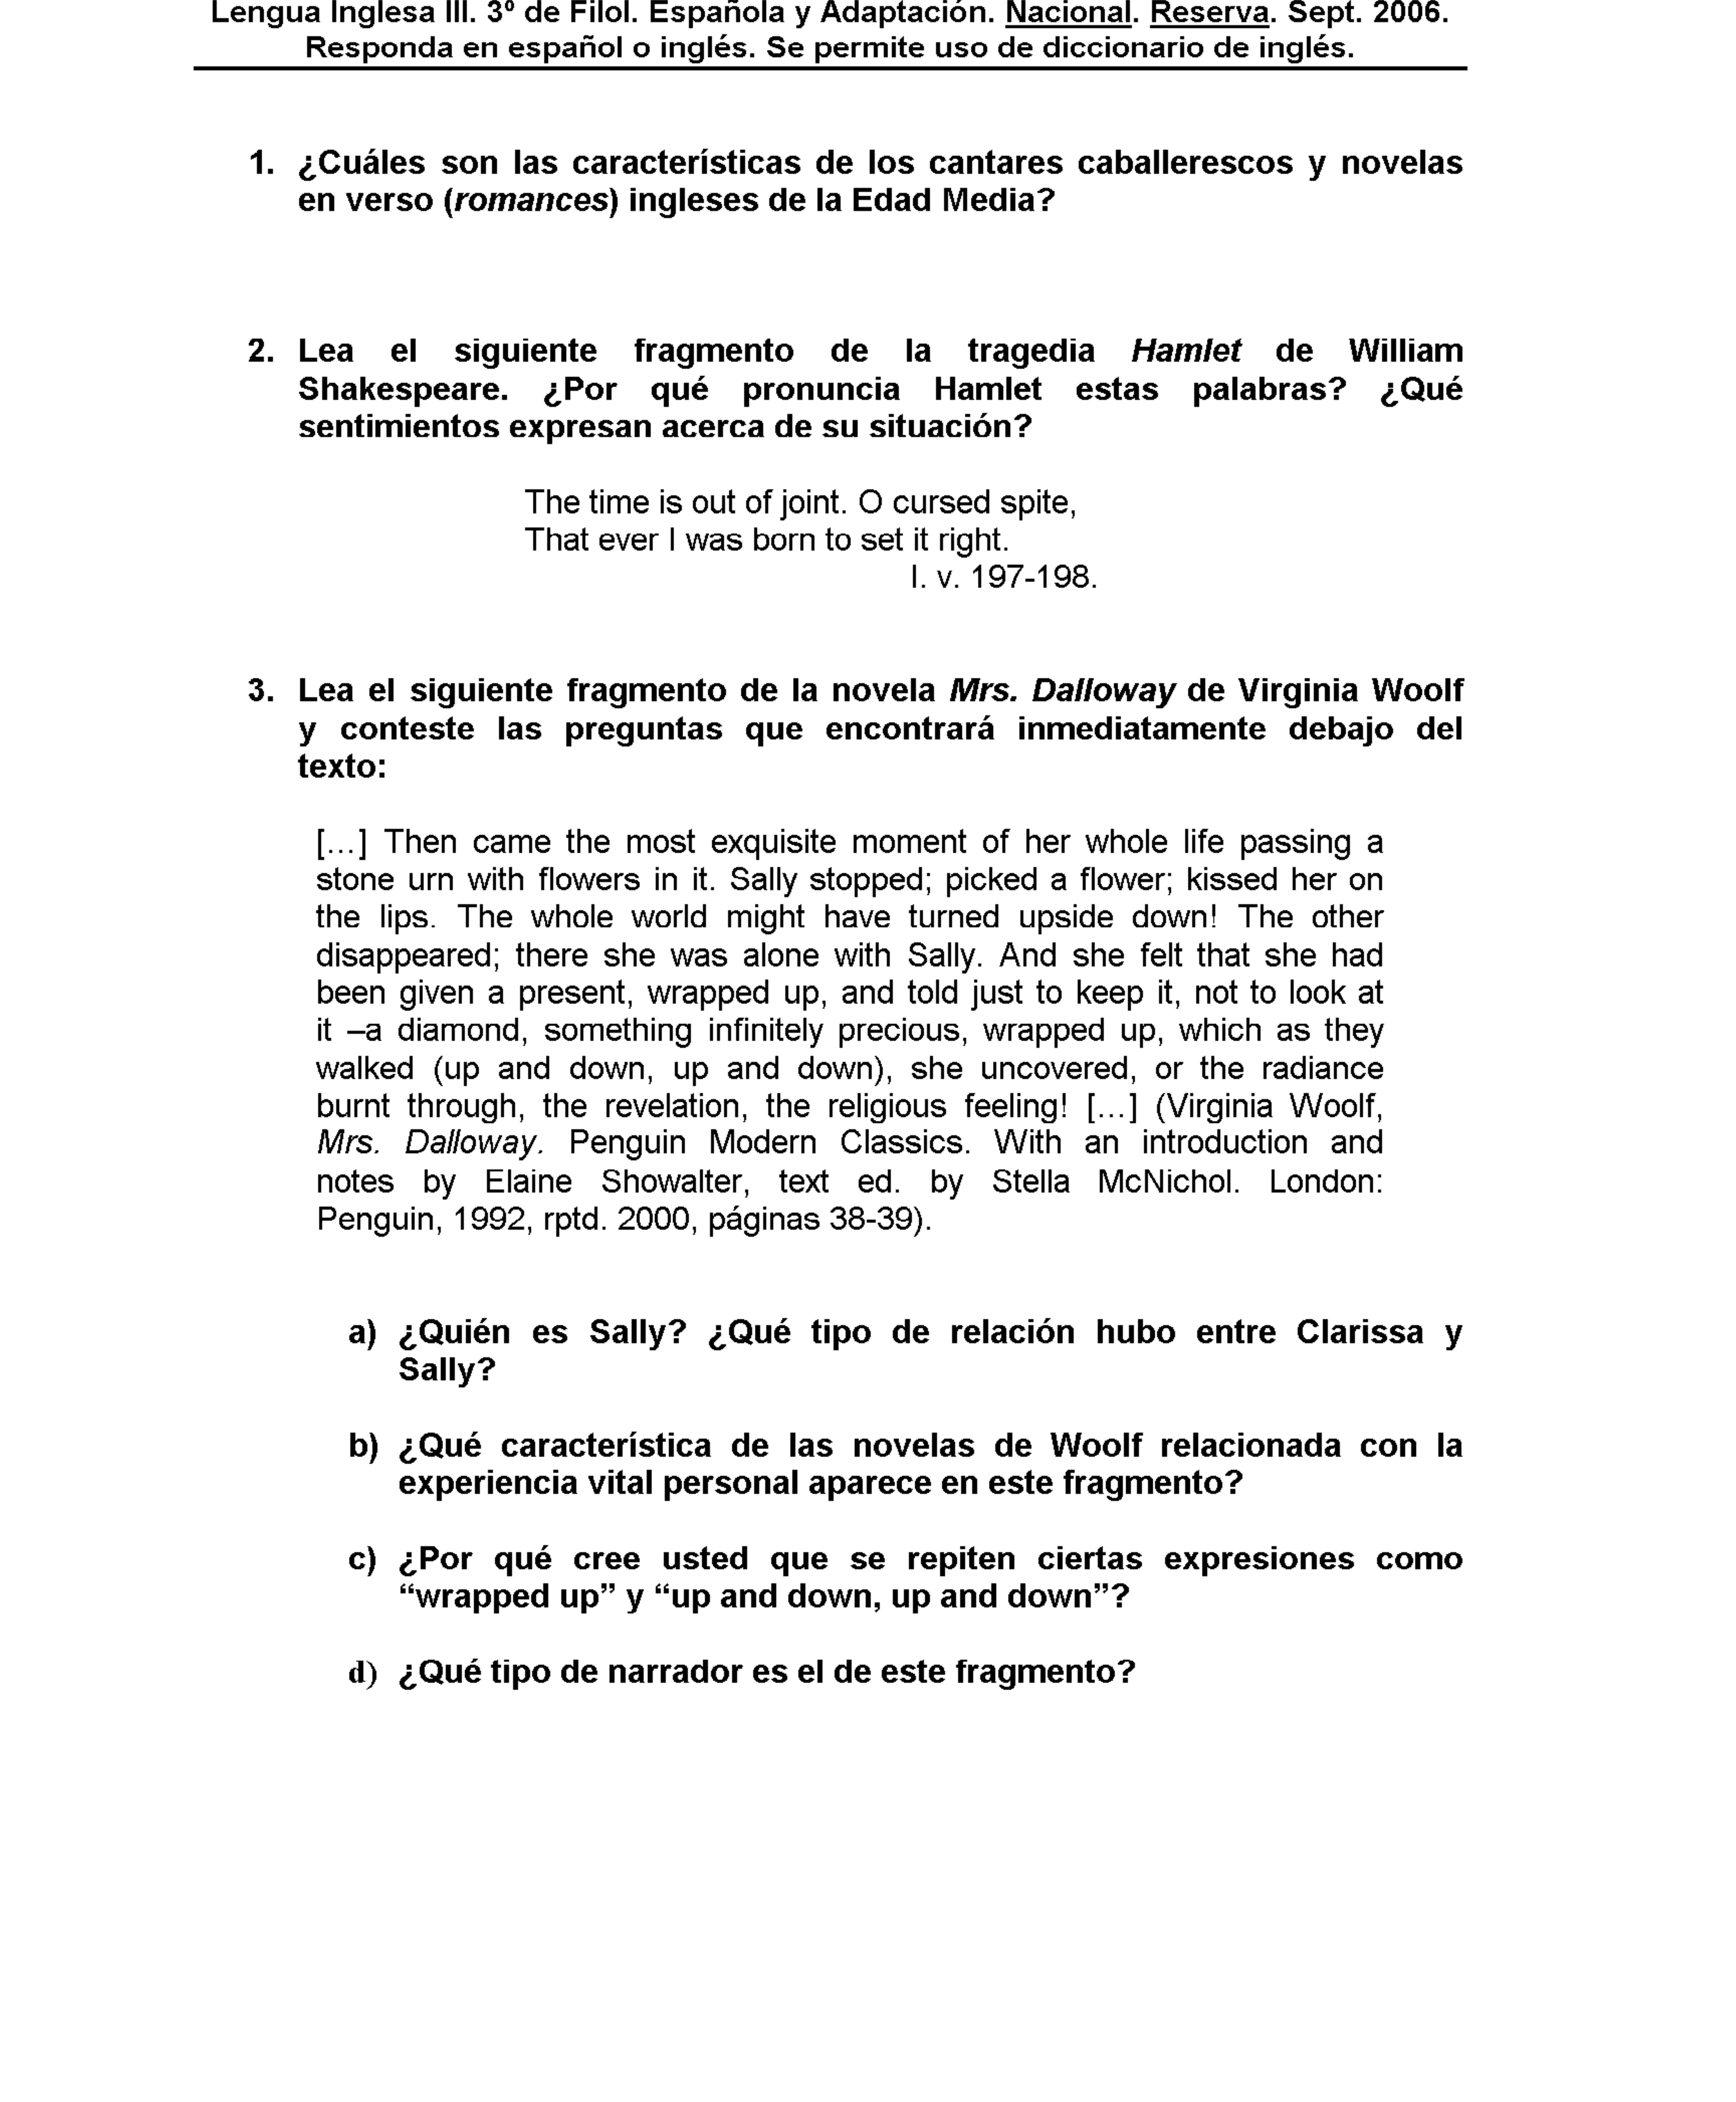 Lengua Inglesa III. 3º de Filol. Española y Adaptación. Nacional. Reserva. Sept. 2006.
Responda en español o inglés. Se permite uso de diccionario de inglés.
1. ¿Cuáles son las características de los cantares caballerescos y novelas
en verso (romances) ingleses de la Edad Media?
2. Lea el siguiente fragmento de la tragedia Hamlet de William
Shakespeare. ¿Por qué pronuncia Hamlet estas palabras? ¿Qué
sentimientos expresan acerca de su situación?
The time is out of joint. O cursed spite,
That ever I was born to set it right.
I. v. 197-198.
3. Lea el siguiente fragmento de la novela Mrs. Dalloway de Virginia Woolf
y conteste las preguntas que encontrará inmediatamente debajo del
texto:
[...] Then came the most exquisite moment of her whole life passing a
stone urn with flowers in it. Sally stopped; picked a flower; kissed her on
the lips. The whole world might have turned upside down! The other
disappeared; there she was alone with Sally. And she felt that she had
been given a present, wrapped up, and told just to keep it, not to look at
it –a diamond, something infinitely precious, wrapped up, which as they
walked (up and down, up and down), she uncovered, or the radiance
burnt through, the revelation, the religious feeling! [...] (Virginia Woolf,
Mrs. Dalloway. Penguin Modern Classics. With an introduction and
notes by Elaine Showalter, text ed. by Stella McNichol. London:
Penguin, 1992, rptd. 2000, páginas 38-39).
a) ¿Quién es Sally? ¿Qué tipo de relación hubo entre Clarissa y
Sally?
b) ¿Qué característica de las novelas de Woolf relacionada con la
experiencia vital personal aparece en este fragmento?
c) ¿Por qué cree usted que se repiten ciertas expresiones como
“wrapped up” y “up and down, up and down”?
d) ¿Qué tipo de narrador es el de este fragmento?